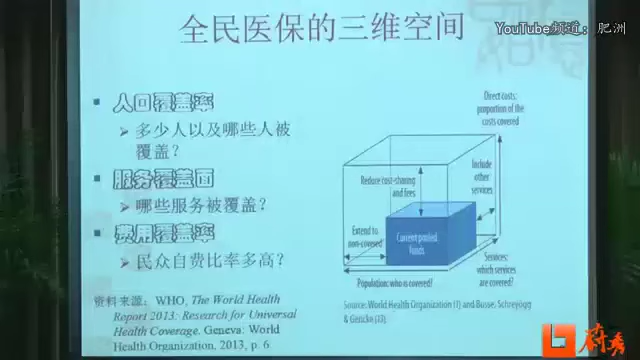 YouTube频道：肥洲
全民医保的三维空间
人口覆盖率
多少人以及哪些人被
覆盖？
服务覆盖面
哪些服务被覆盖？
费用覆盖率
民众自费比率多高？
资料来源：WHO, The World Health
Report 2013: Research for Universal
Health Coverage. Geneva: World
Health Organization, 2013, p. 6
Direct costs:
proportion of the
costs covered
Include
other
services
Reduce cost-sharing
and fees
Extend to
non-covered
Current pooled
funds
Services:
which services
are covered?
Population: who is covered?
Source: World Health Organization (1) and Busse, Schreyögg
& Gericke (13).
蔚秀